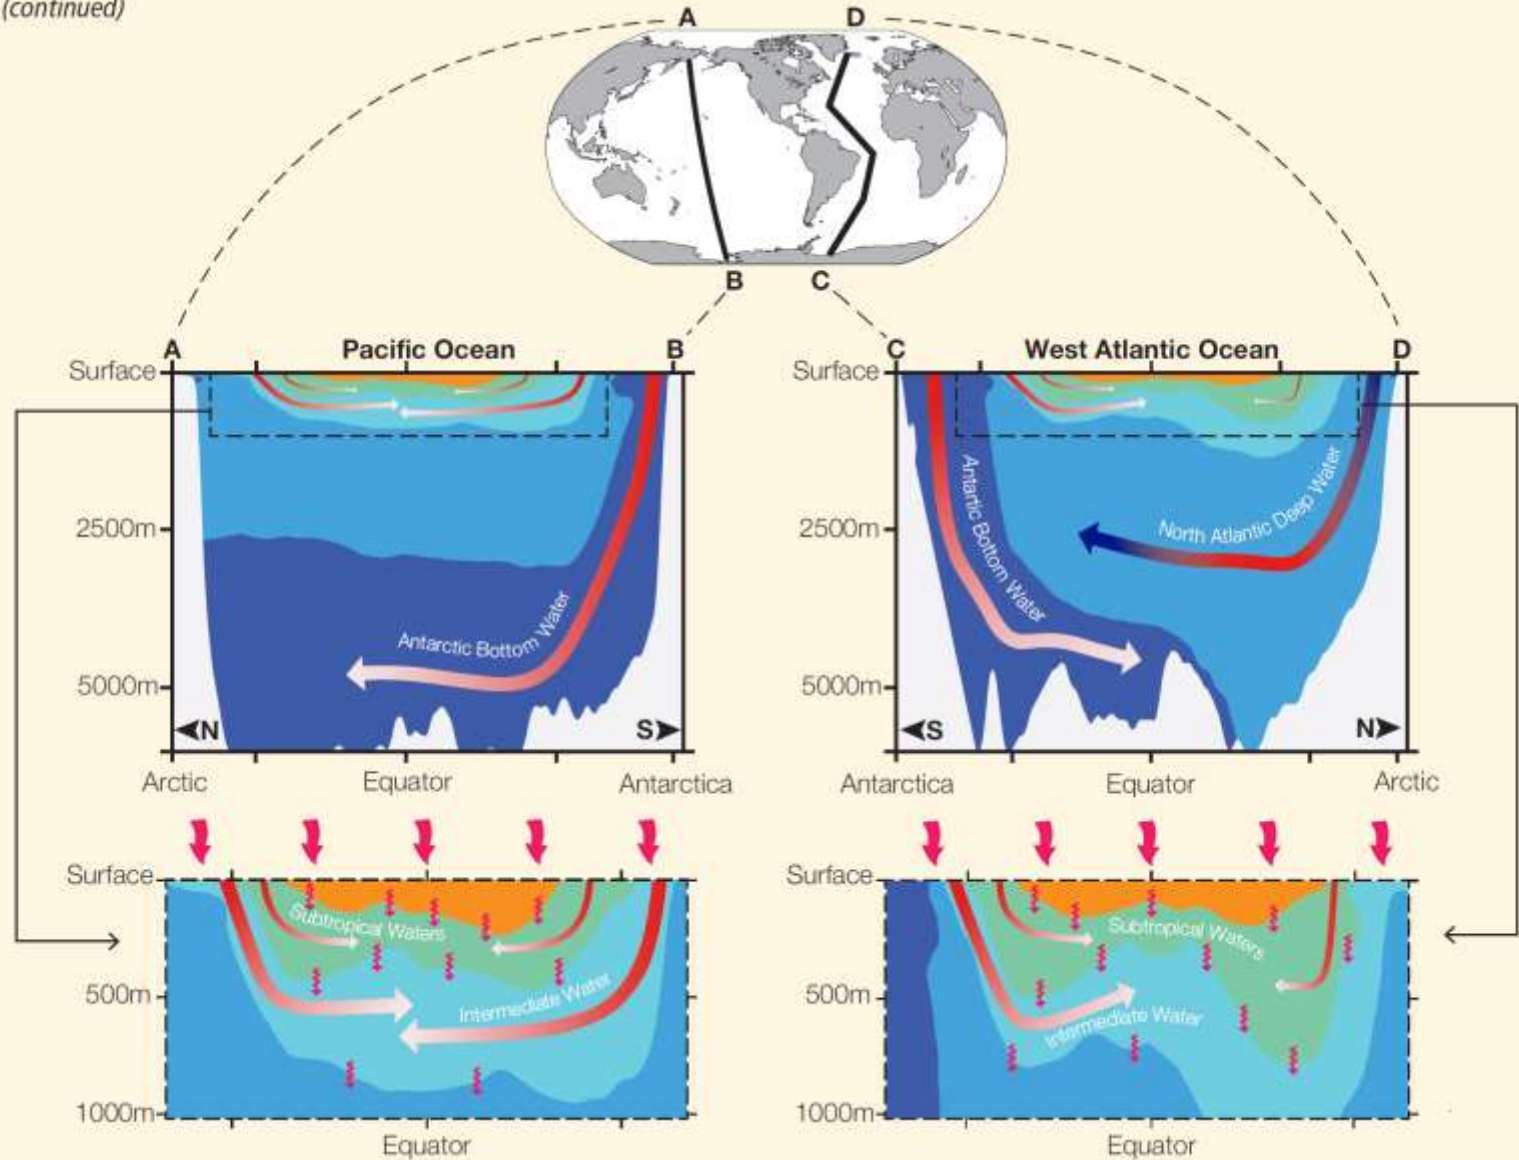 (continued)
A D
B C
A Pacific Ocean B
C West Atlantic Ocean D
Surface
2500m
5000m
Antarctic Bottom Water
N S
Arctic Equator Antarctica
Surface
2500m
5000m
Antartic Bottom Water
North Atlantic Deep Water
S N
Antarctica Equator Arctic
Surface
500m
1000m
Subtropical Waters
Intermediate Water
Equator
Surface
500m
1000m
Subtropical Waters
Intermediate Water
Equator